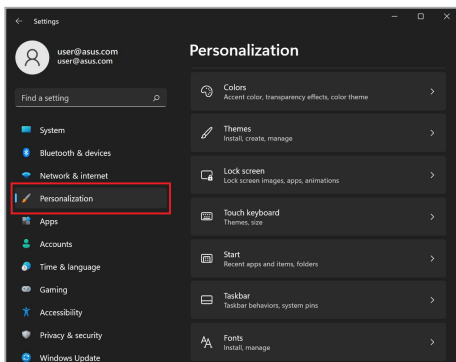 Settings
user@asus.com
user@asus.com
Find a setting
System
Bluetooth & devices
Network & internet
Personalization
Apps
Accounts
Time & language
Gaming
Accessibility
Privacy & security
Windows Update
Personalization
Colors
Accent color, transparency effects, color theme
Themes
Install, create, manage
Lock screen
Lock screen images, apps, animations
Touch keyboard
Themes, size
Start
Recent apps and items, folders
Taskbar
Taskbar behaviors, system pins
Fonts
Install, manage